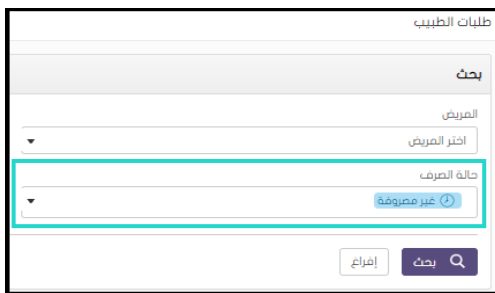 طلبات الطبيب
بحث
المريض
اختر المريض
حالة الصرف
غير مصروفة
بحث
إفراغ